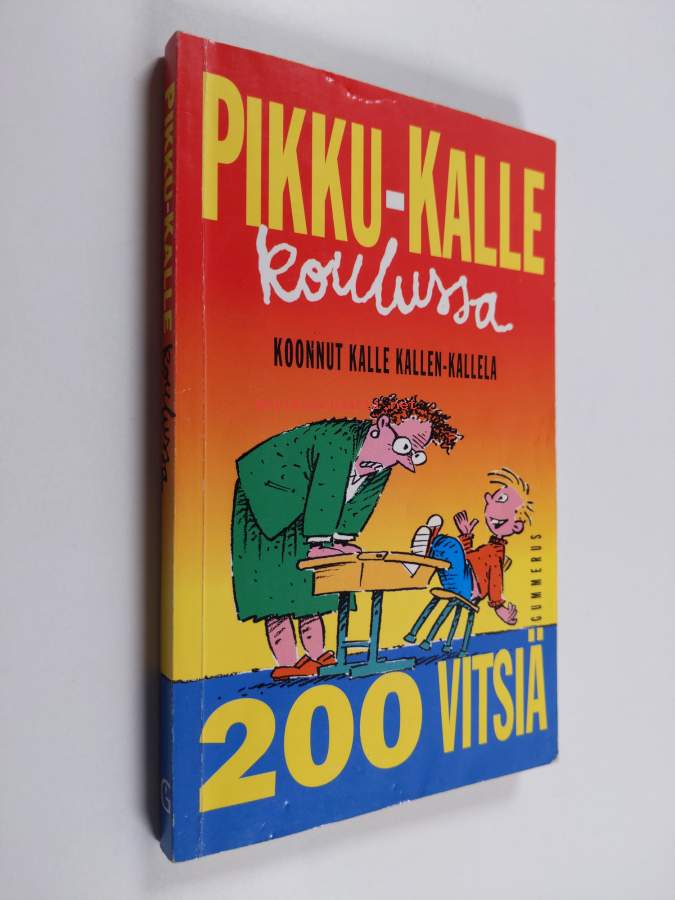 PIKKU-KALLE
koulussa
KOONNUT KALLE KALLEN-KALLELA
GUMMERUS
200 VITSIÄ
PIKKU-KALLE koulussa
G